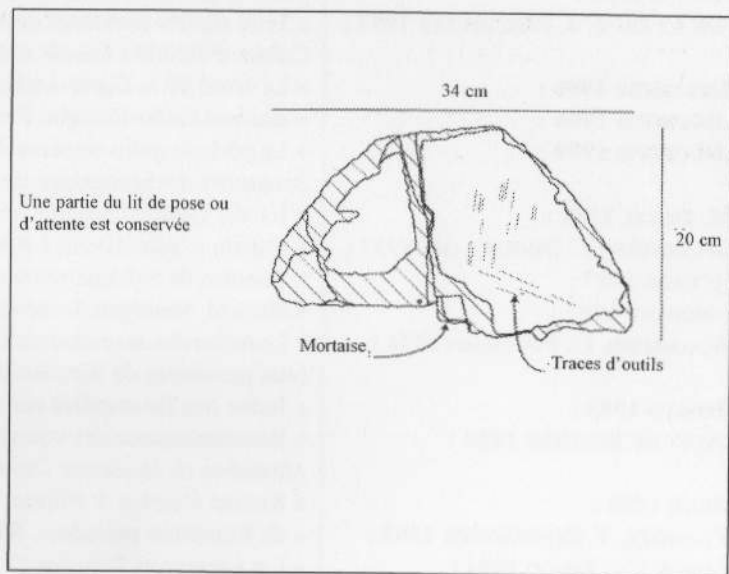 34 cm
Une partie du lit de pose ou
d'attente est conservée
20 cm
Mortaise
Traces d'outils